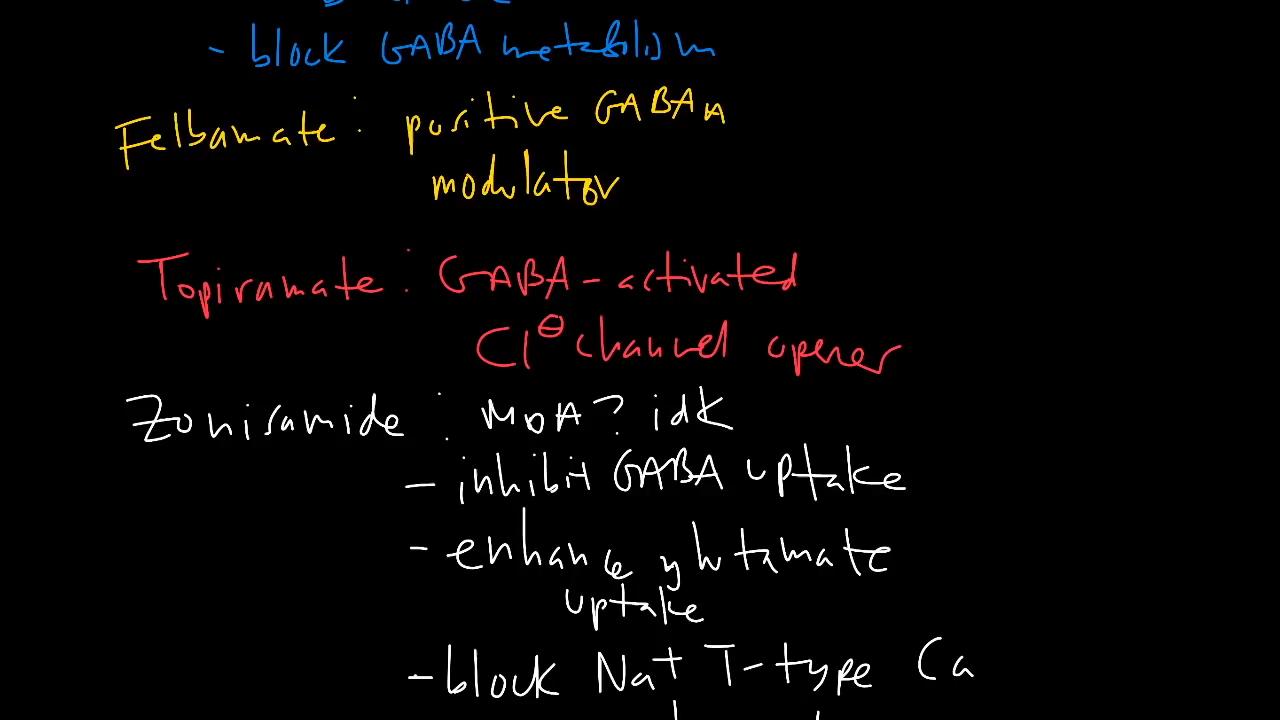 - block GABA metabolism
Felbamate: positive GABA A
modulator
Topiramate: GABA-activated
Cl⊖ channel opener
Zonisamide: MOA? idk
- inhibit GABA uptake
- enhance glutamate
uptake
- block Na+ T-type Ca